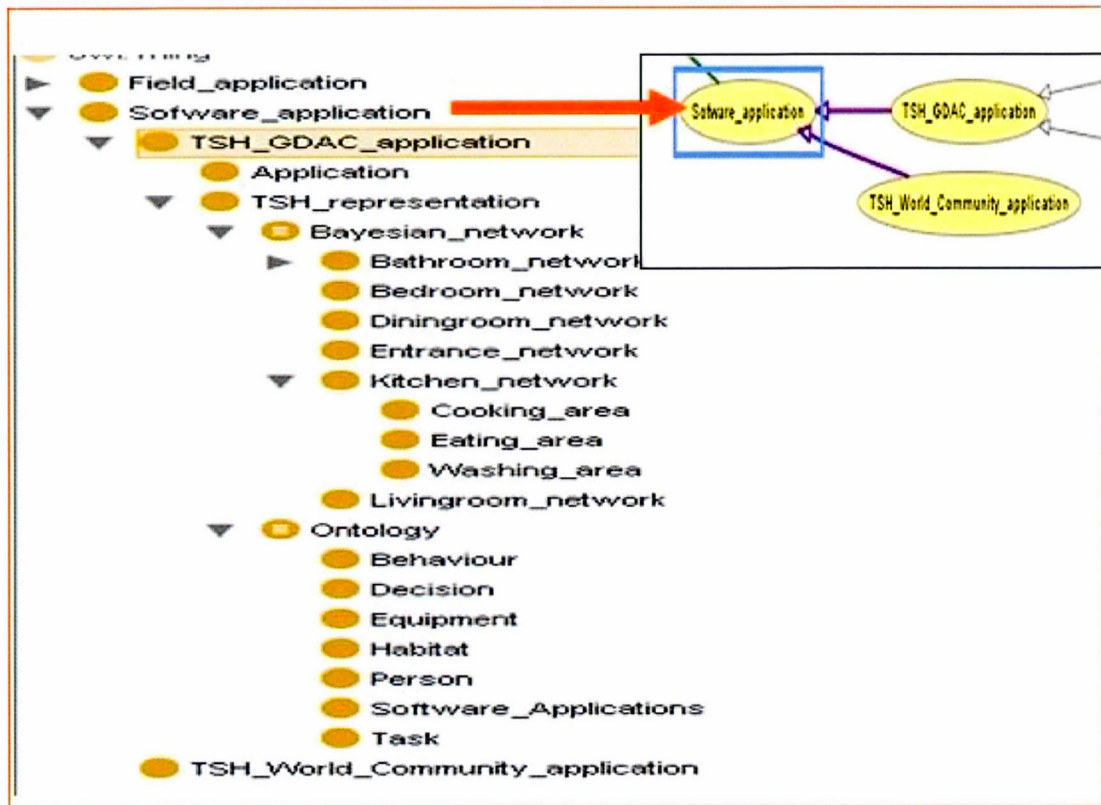 Field_application
Sofware_application
TSH_GDAC_application
Application
TSH_representation
Bayesian_network
Bathroom_network
Bedroom_network
Diningroom_network
Entrance_network
Kitchen_network
Cooking_area
Eating_area
Washing_area
Livingroom_network
Ontology
Behaviour
Decision
Equipment
Habitat
Person
Software_Applications
Task
TSH_World_Community_application
Sofware_application
TSH_GDAC_application
TSH_World_Community_application